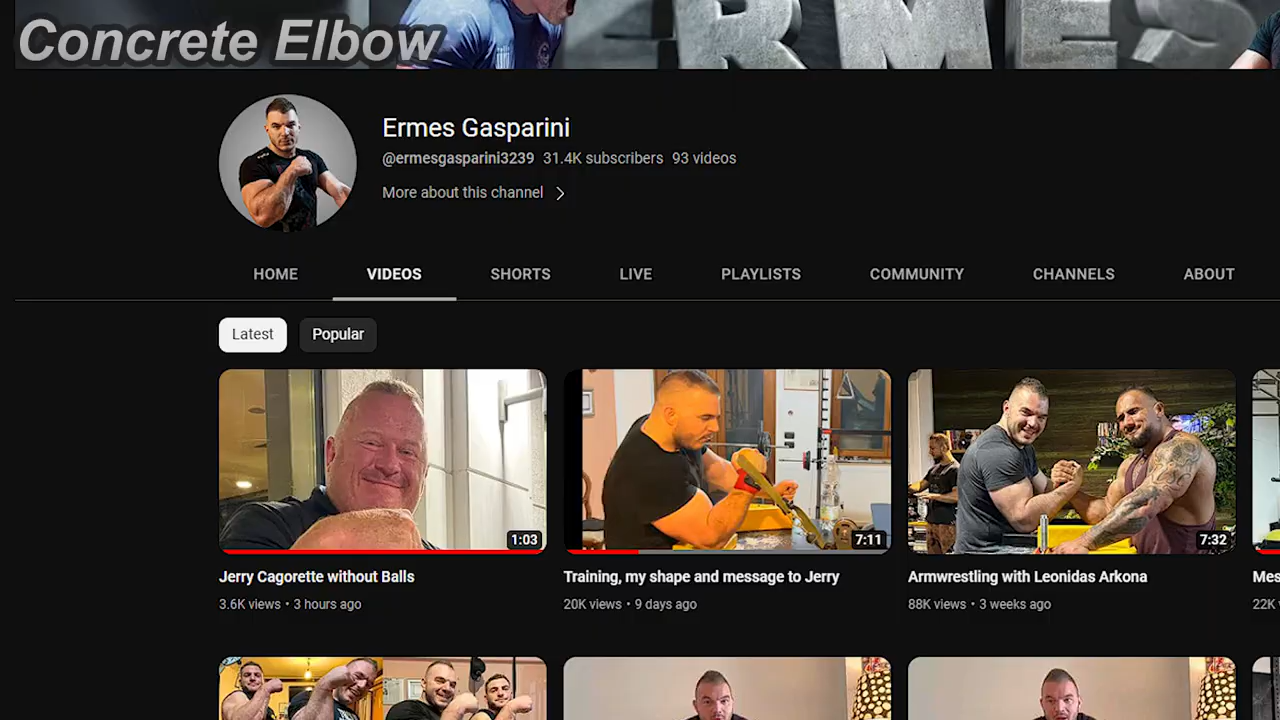 Concrete Elbow
ERMES
Ermes Gasparini
@ermesgasparini3239 31.4K subscribers 93 videos
More about this channel
HOME VIDEOS SHORTS LIVE PLAYLISTS COMMUNITY CHANNELS ABOUT
Latest Popular
1:03 7:11 7:32
Jerry Cagorette without Balls Training, my shape and message to Jerry Armwrestling with Leonidas Arkona
3.6K views • 3 hours ago 20K views • 9 days ago 88K views • 3 weeks ago 22K